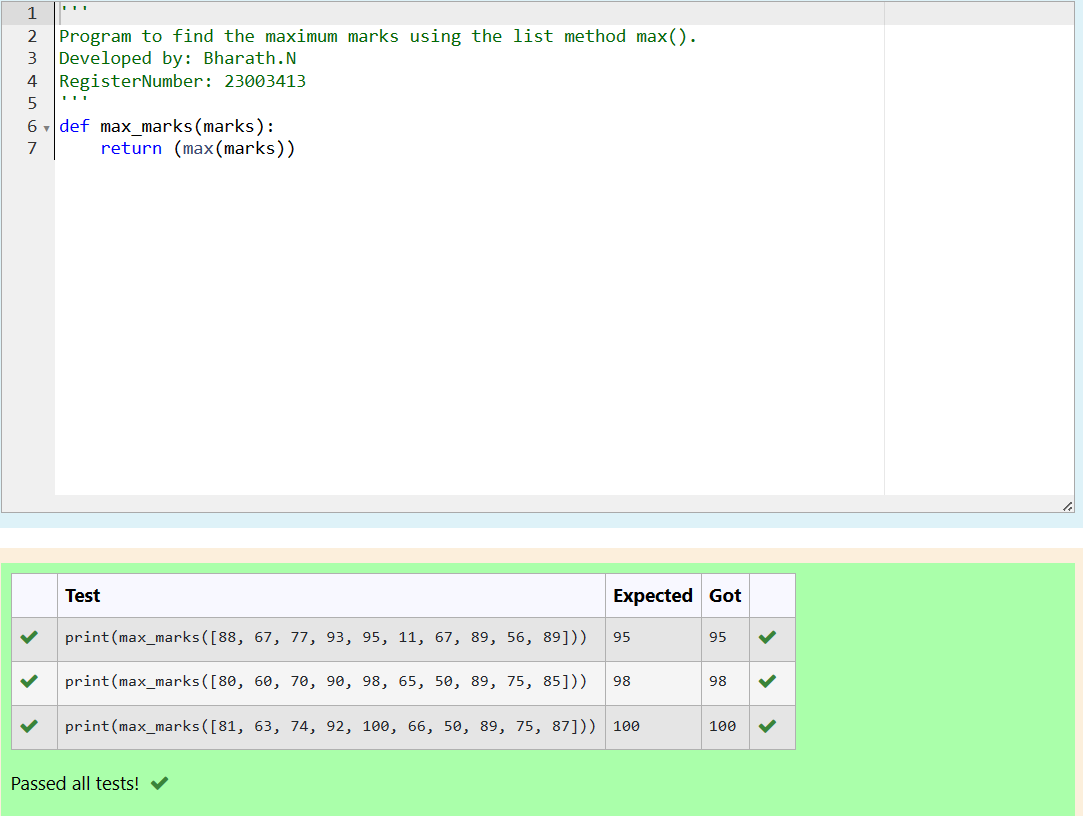 1 '''
2 Program to find the maximum marks using the list method max().
3 Developed by: Bharath.N
4 RegisterNumber: 23003413
5 '''
6 def max_marks(marks):
7     return (max(marks))
Test Expected Got
print(max_marks([88, 67, 77, 93, 95, 11, 67, 89, 56, 89])) 95 95
print(max_marks([80, 60, 70, 90, 98, 65, 50, 89, 75, 85])) 98 98
print(max_marks([81, 63, 74, 92, 100, 66, 50, 89, 75, 87])) 100 100
Passed all tests!